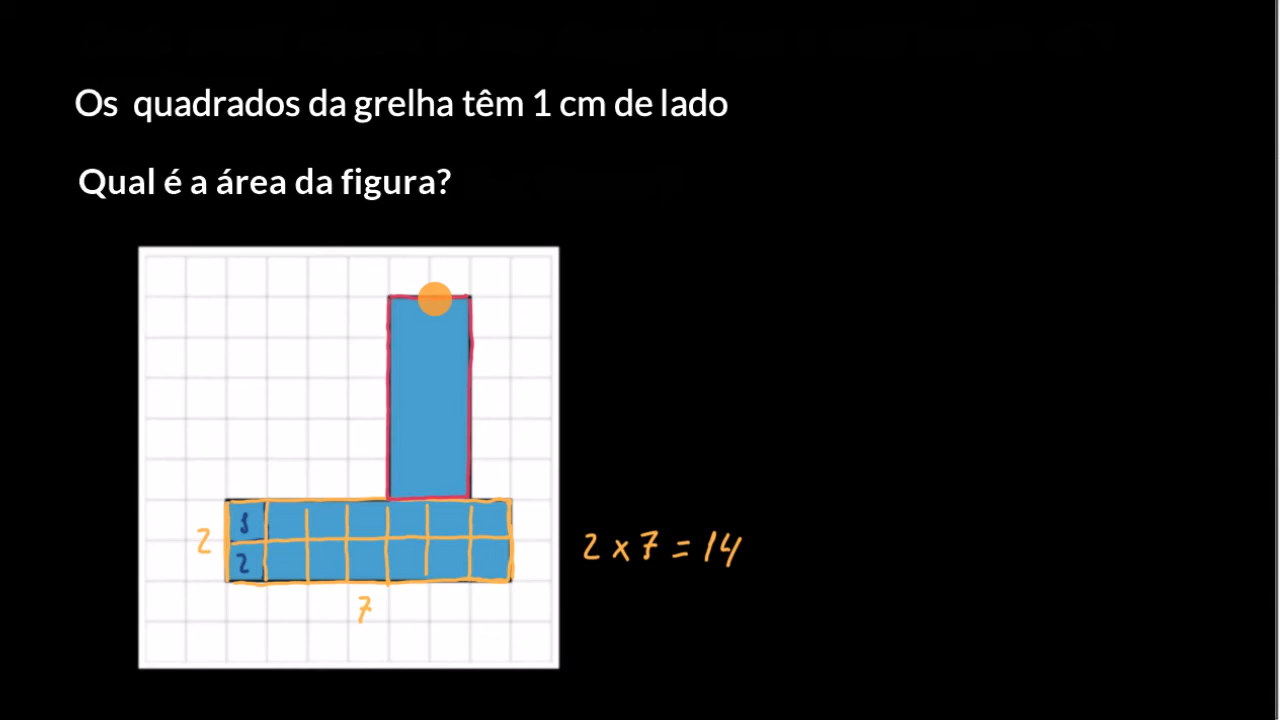 Os quadrados da grelha têm 1 cm de lado
Qual é a área da figura?
1
2
2
7
2 x 7 = 14